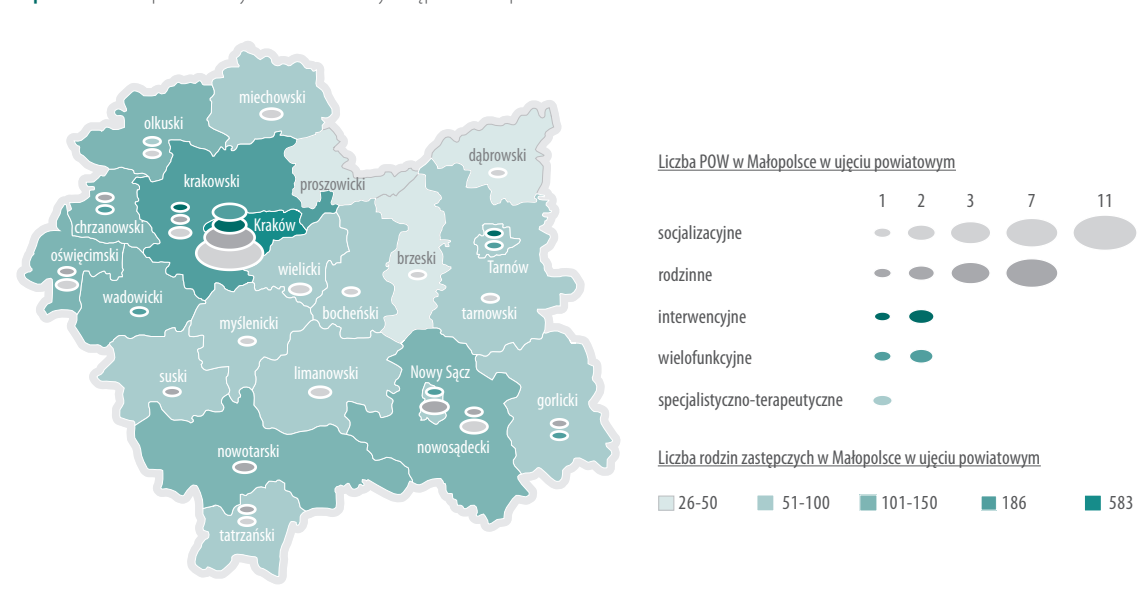 miechowski
olkuski
dąbrowski
krakowski
proszowicki
chrzanowski
Kraków
oświęcimski
brzeski
wielicki
Tarnów
wadowicki
bocheński
tarnowski
myślenicki
suski
limanowski
Nowy Sącz
gorlicki
nowotarski
nowosądecki
tatrzański
Liczba POW w Małopolsce w ujęciu powiatowym
1 2 3 7 11
socjalizacyjne
rodzinne
interwencyjne
wielofunkcyjne
specjalistyczno-terapeutyczne
Liczba rodzin zastępczych w Małopolsce w ujęciu powiatowym
26-50 51-100 101-150 186 583